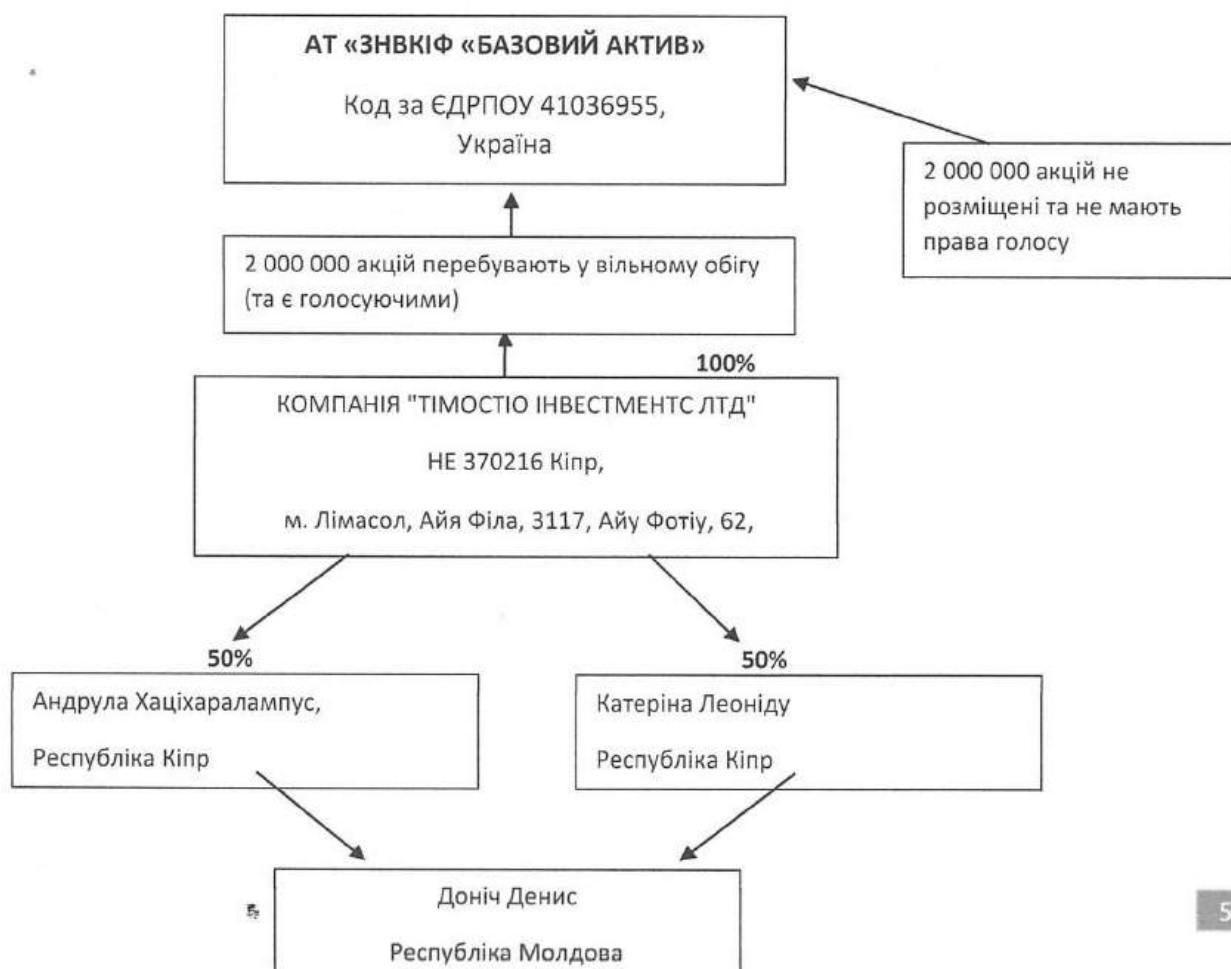 АТ «ЗНВКІФ «БАЗОВИЙ АКТИВ»
Код за ЄДРПОУ 41036955,
Україна
2 000 000 акцій не
розміщені та не мають
права голосу
2 000 000 акцій перебувають у вільному обігу
(та є голосуючими)
100%
КОМПАНІЯ "ТІМОСТІО ІНВЕСТМЕНТС ЛТД"
НЕ 370216 Кіпр,
м. Лімасол, Айя Філа, 3117, Айу Фотіу, 62,
50%
Андрула Хаціхаралампус,
Республіка Кіпр
50%
Катеріна Леоніду
Республіка Кіпр
Доніч Денис
Республіка Молдова
5